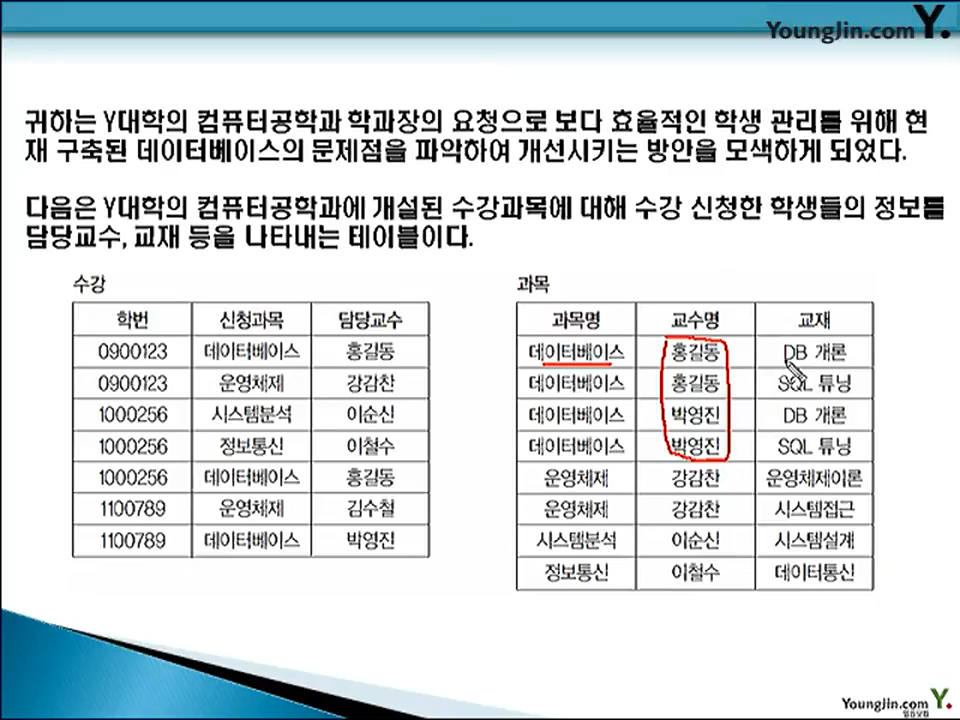 YoungJin.com Y.
귀하는 Y대학의 컴퓨터공학과 학과장의 요청으로 보다 효율적인 학생 관리를 위해 현
재 구축된 데이터베이스의 문제점을 파악하여 개선시키는 방안을 모색하게 되었다.
다음은 Y대학의 컴퓨터공학과에 개설된 수강과목에 대해 수강 신청한 학생들의 정보를
담당교수, 교재 등을 나타내는 테이블이다.
수강
학번 신청과목 담당교수
0900123 데이터베이스 홍길동
0900123 운영체제 강감찬
1000256 시스템분석 이순신
1000256 정보통신 이철수
1000256 데이터베이스 홍길동
1100789 운영체제 김수철
1100789 데이터베이스 박영진
과목
과목명 교수명 교재
데이터베이스 홍길동 DB 개론
데이터베이스 홍길동 SQL 튜닝
데이터베이스 박영진 DB 개론
데이터베이스 박영진 SQL 튜닝
운영체제 강감찬 운영체제이론
운영체제 강감찬 시스템접근
시스템분석 이순신 시스템설계
정보통신 이철수 데이터통신
YoungJin.com Y.